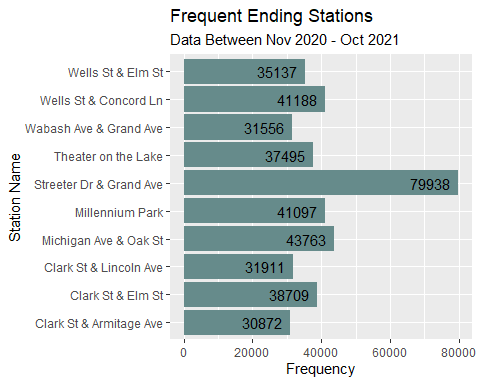 Frequent Ending Stations
Data Between Nov 2020 - Oct 2021
Station Name
Wells St & Elm St 35137
Wells St & Concord Ln 41188
Wabash Ave & Grand Ave 31556
Theater on the Lake 37495
Streeter Dr & Grand Ave 79938
Millennium Park 41097
Michigan Ave & Oak St 43763
Clark St & Lincoln Ave 31911
Clark St & Elm St 38709
Clark St & Armitage Ave 30872
0 20000 40000 60000 80000
Frequency